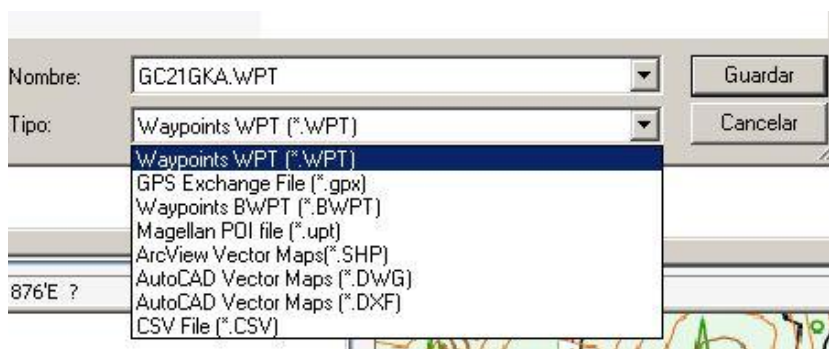 Nombre: GC21GKA.WPT Guardar
Tipo: Waypoints WPT (*.WPT) Cancelar
Waypoints WPT (*.WPT)
GPS Exchange File (*.gpx)
Waypoints BWPT (*.BWPT)
Magellan POI file (*.upt)
ArcView Vector Maps(*.SHP)
AutoCAD Vector Maps (*.DWG)
876'E ?
AutoCAD Vector Maps (*.DXF)
CSV File (*.CSV)